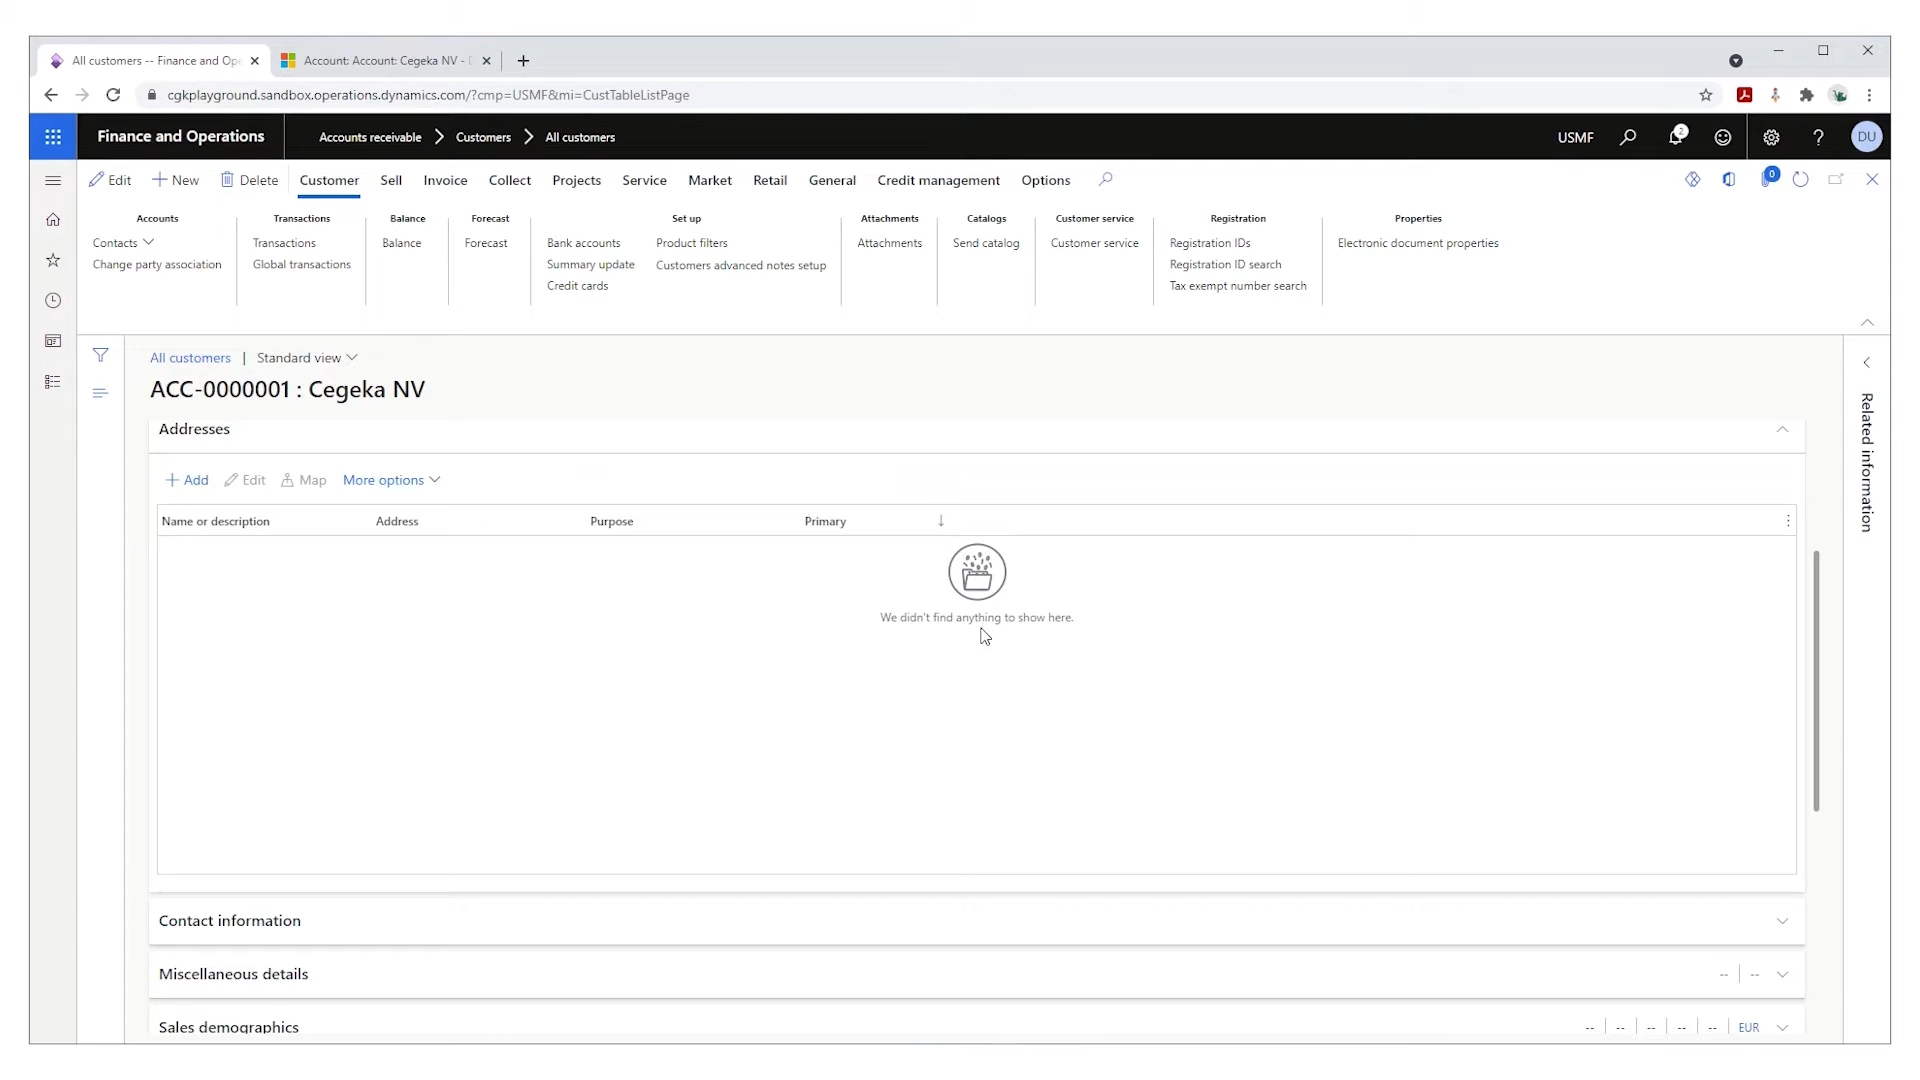 All customers -- Finance and Ope
Account: Account: Cegeka NV -
cgkplayground.sandbox.operations.dynamics.com/?cmp=USMF&mi=CustTableListPage
Finance and Operations
Accounts receivable
Customers
All customers
USMF
2
DU
Edit
New
Delete
Customer
Sell
Invoice
Collect
Projects
Service
Market
Retail
General
Credit management
Options
0
Accounts
Contacts
Change party association
Transactions
Transactions
Global transactions
Balance
Balance
Forecast
Forecast
Set up
Bank accounts
Summary update
Credit cards
Product filters
Customers advanced notes setup
Attachments
Attachments
Catalogs
Send catalog
Customer service
Customer service
Registration
Registration IDs
Registration ID search
Tax exempt number search
Properties
Electronic document properties
All customers | Standard view
ACC-0000001 : Cegeka NV
Related information
Addresses
Add
Edit
Map
More options
Name or description
Address
Purpose
Primary
We didn't find anything to show here.
Contact information
Miscellaneous details
-- | --
Sales demographics
-- | -- | -- | -- | -- | EUR